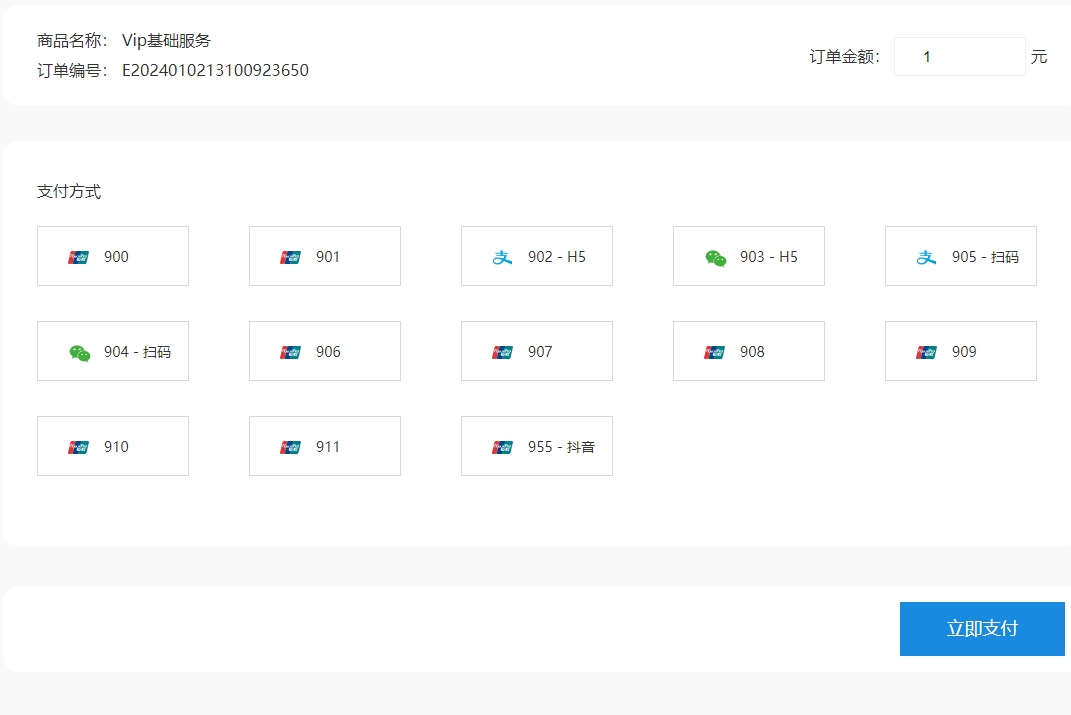 商品名称： Vip基础服务
订单编号： E2024010213100923650
订单金额： 1 元
支付方式
900 901 902 - H5 903 - H5 905 - 扫码
904 - 扫码 906 907 908 909
910 911 955 - 抖音
立即支付